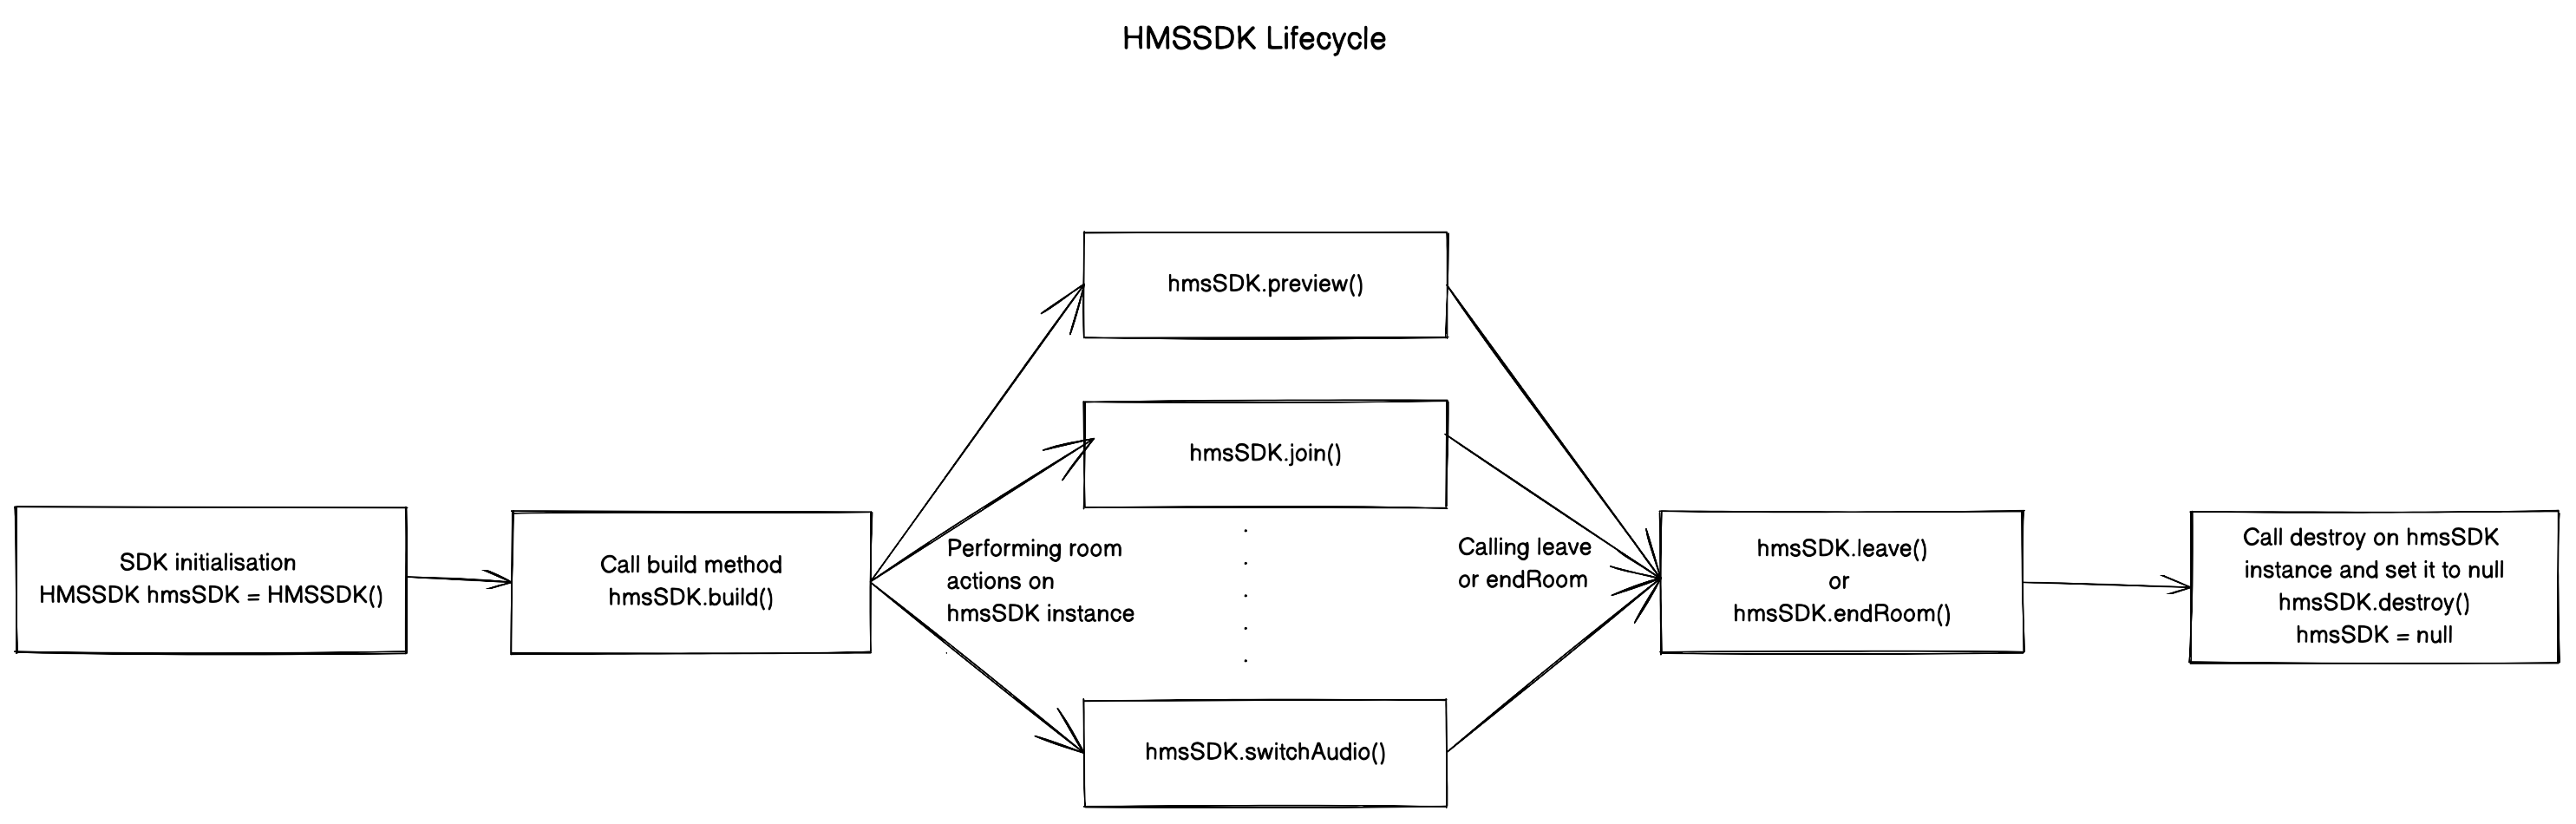 HMSSDK Lifecycle
SDK initialisation
HMSSDK hmsSDK = HMSSDK()
Call build method
hmsSDK.build()
Performing room
actions on
hmsSDK instance
hmsSDK.preview()
hmsSDK.join()
.
.
.
.
.
hmsSDK.switchAudio()
Calling leave
or endRoom
hmsSDK.leave()
or
hmsSDK.endRoom()
Call destroy on hmsSDK
instance and set it to null
hmsSDK.destroy()
hmsSDK = null